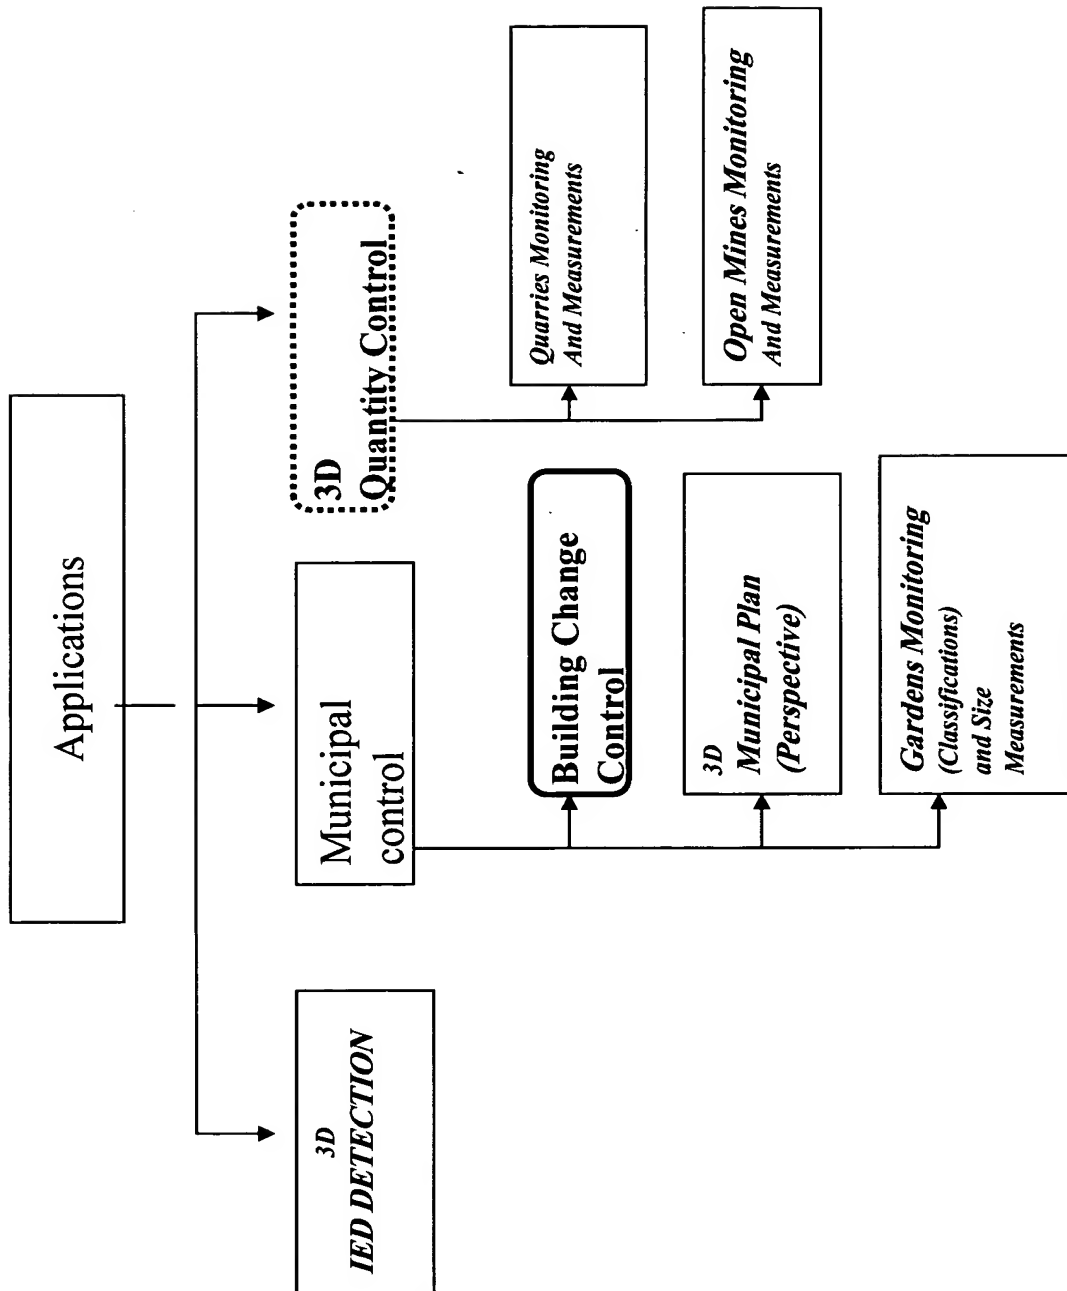 Applications
3D
IED DETECTION
Municipal
control
Building Change
Control
3D
Municipal Plan
(Perspective)
Gardens Monitoring
(Classifications)
and Size
Measurements
3D
Quantity Control
Quarries Monitoring
And Measurements
Open Mines Monitoring
And Measurements